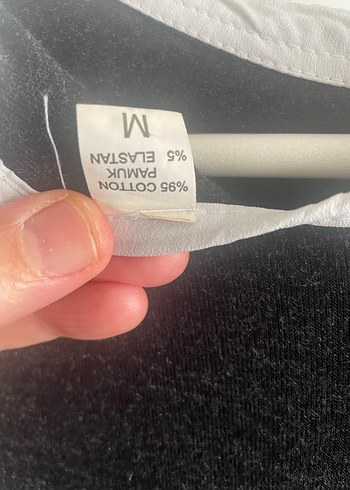 %95 COTTON
PAMUK
%5 ELASTAN
M